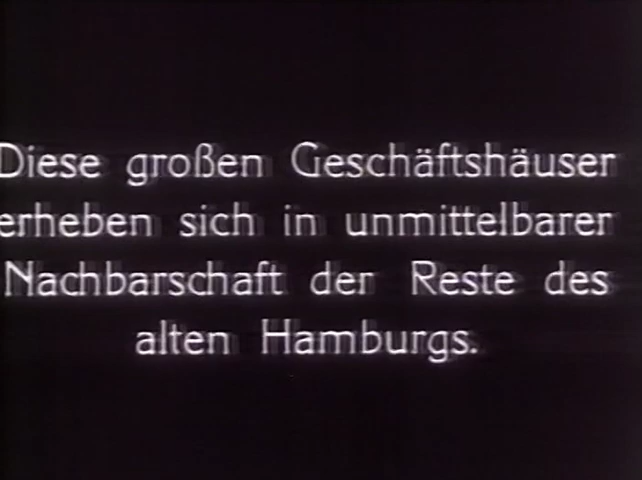 Diese großen Geschäftshäuser
erheben sich in unmittelbarer
Nachbarschaft der Reste des
alten Hamburgs.